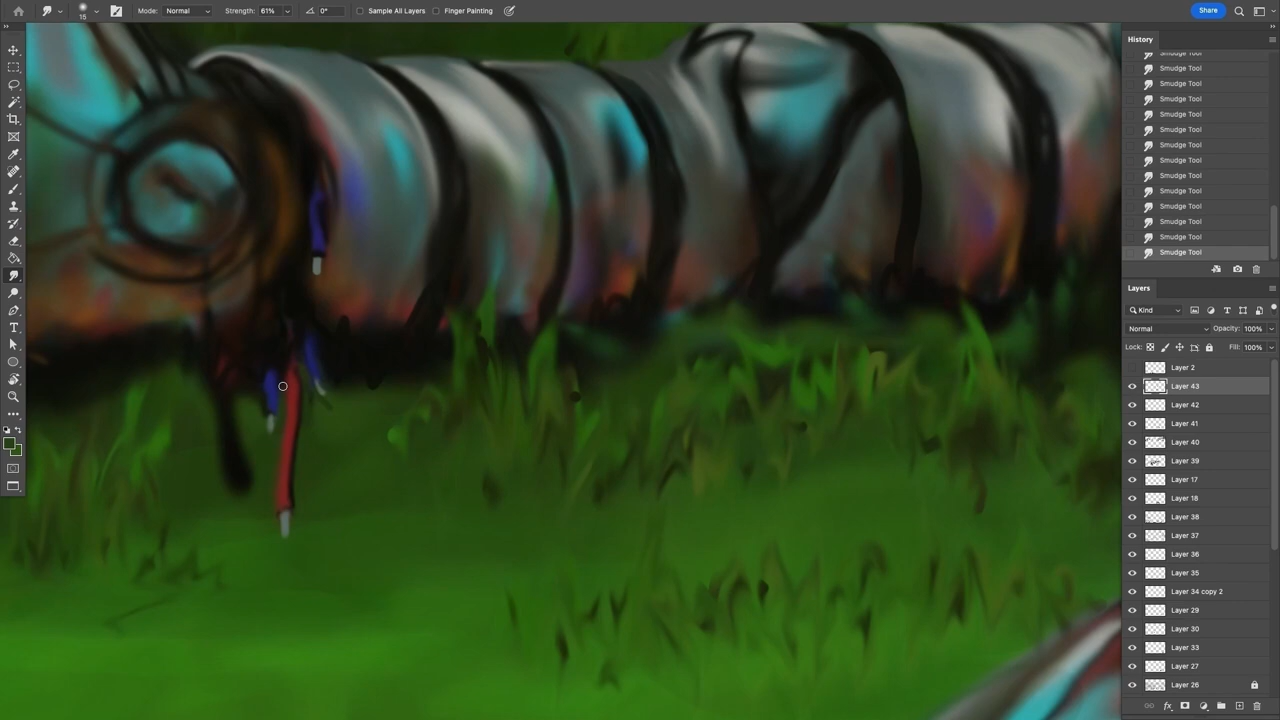 Mode: Normal Strength: 61% 0° Sample All Layers Finger Painting Share
15
History
Smudge Tool
Smudge Tool
Smudge Tool
Smudge Tool
Smudge Tool
Smudge Tool
Smudge Tool
Smudge Tool
Smudge Tool
Smudge Tool
Smudge Tool
Smudge Tool
Smudge Tool
Smudge Tool
Layers
Kind
Normal Opacity: 100%
Lock: Fill: 100%
Layer 2
Layer 43
Layer 42
Layer 41
Layer 40
Layer 39
Layer 17
Layer 18
Layer 38
Layer 37
Layer 36
Layer 35
Layer 34 copy 2
Layer 29
Layer 30
Layer 33
Layer 27
Layer 26
fx